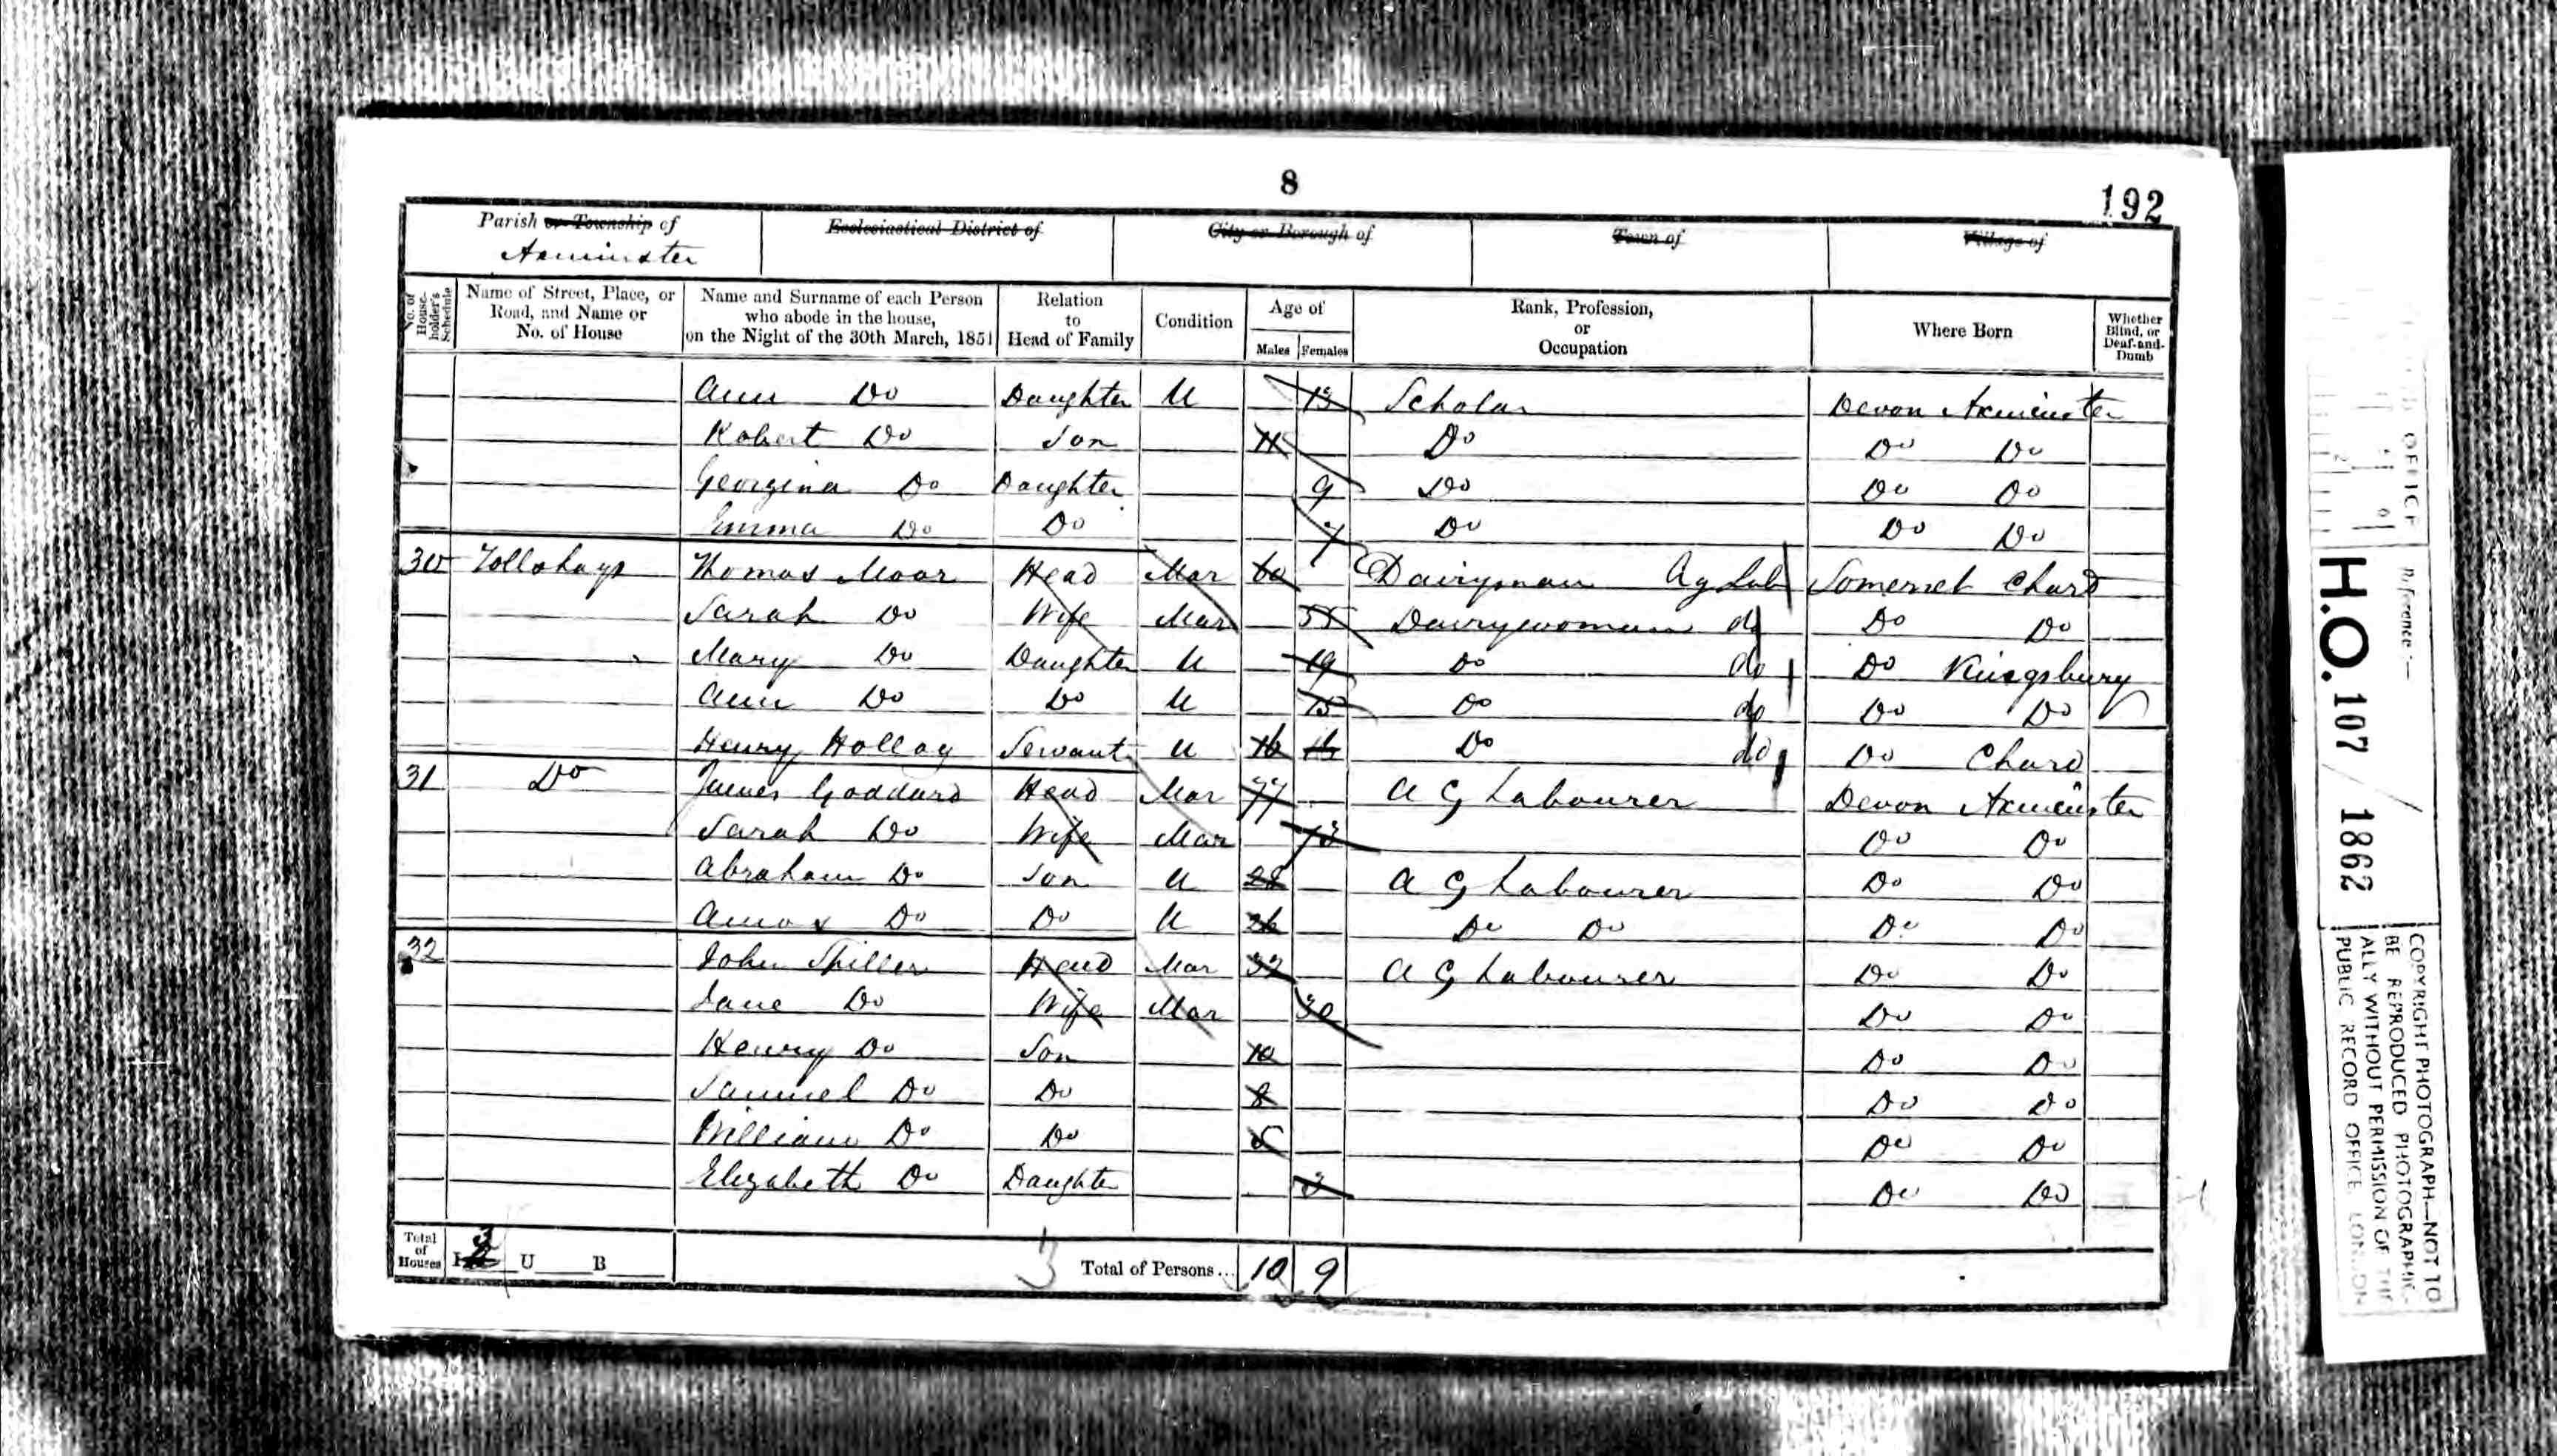 8
192
Parish or Township of
Axminster
Ecclesiastical District of
City or Borough of
Town of
Village of
No. of House-holder's Schedule
Name of Street, Place, or Road, and Name or No. of House
Name and Surname of each Person who abode in the house, on the Night of the 30th March, 1851
Relation to Head of Family
Condition
Age of
Males Females
Rank, Profession, or Occupation
Where Born
Whether Blind, or Deaf-and-Dumb
Ann Do Daughter U 13 Scholar Devon Axminster
Robert Do Son 11 Do Do Do
Georgina Do Daughter 9 Do Do Do
Emma Do Do 7 Do Do Do
30 Thomas Moor Head Mar 60 Dairyman Ag Lab Somerset Chard
Sarah Do Wife Mar 55 Dairywoman do Do Do
Mary Do Daughter U 19 Do do Do Kingsbury
Ann Do Do U 15 Do do Do Do
Henry Servant U 16 Do do Do Chard
31 Do James Goddard Head Mar 77 A G Labourer Devon Axminster
Sarah Do Wife Mar 73 Do Do
Abraham Do Son U 28 A G Labourer Do Do
Amos Do Do U 26 Do Do Do Do
32 John Spiller Head Mar 32 A G Labourer Do Do
Jane Do Wife Mar 30 Do Do
Henry Do Son 10 Do Do
Samuel Do Do 8 Do Do
William Do Do 5 Do Do
Elizabeth Do Daughter 3 Do Do
Total of Houses I 3 U B
3
Total of Persons... 10 9
OFFICE
Reference:—
H.O. 107 / 1862
COPYRIGHT PHOTOGRAPH—NOT TO
BE REPRODUCED PHOTOGRAPHIC-
ALLY WITHOUT PERMISSION OF THE
PUBLIC RECORD OFFICE, LONDON